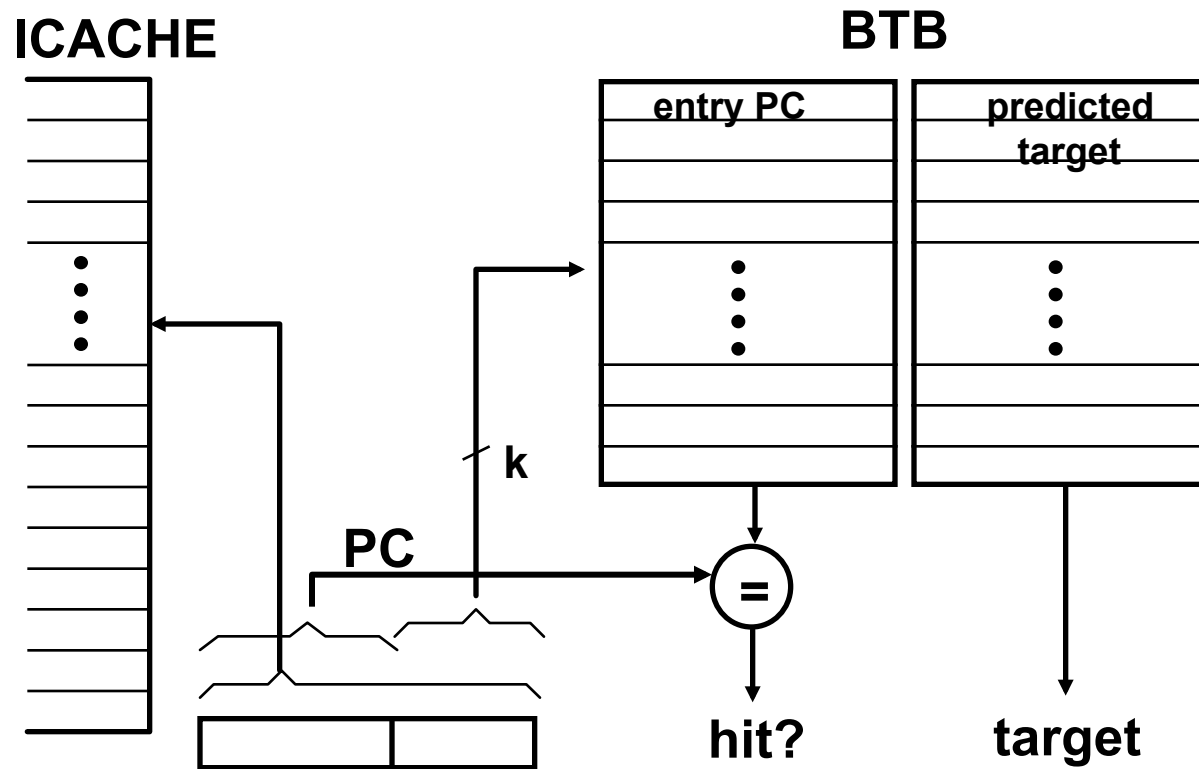 ICACHE
BTB
entry PC
predicted
target
k
PC
=
hit?
target